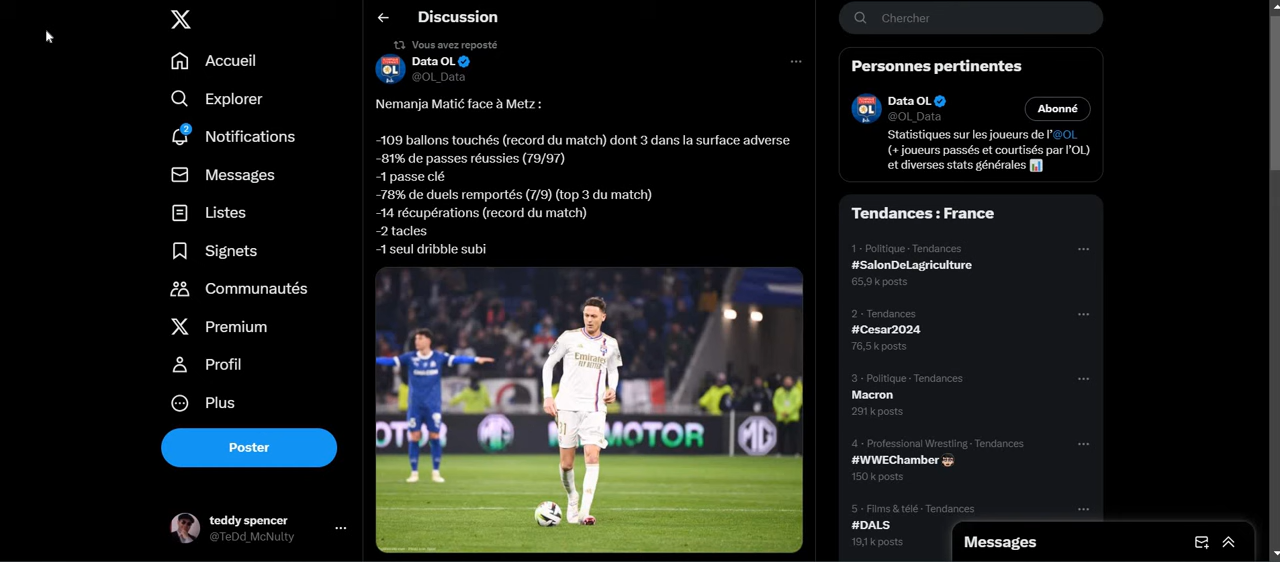 Discussion
Chercher
Accueil
Explorer
2
Notifications
Messages
Listes
Signets
Communautés
Premium
Profil
Plus
Poster
teddy spencer
@TeDd_McNulty
Vous avez reposté
Data OL
@OL_Data
Nemanja Matić face à Metz :
-109 ballons touchés (record du match) dont 3 dans la surface adverse
-81% de passes réussies (79/97)
-1 passe clé
-78% de duels remportés (7/9) (top 3 du match)
-14 récupérations (record du match)
-2 tacles
-1 seul dribble subi
Emirates
FLY BETTER
MG
MOTOR
MG
Personnes pertinentes
Data OL
@OL_Data
Abonné
Statistiques sur les joueurs de l'@OL
(+ joueurs passés et courtisés par l'OL)
et diverses stats générales
Tendances : France
1 · Politique · Tendances
#SalonDeLagriculture
65,9 k posts
2 · Tendances
#Cesar2024
76,5 k posts
3 · Politique · Tendances
Macron
291 k posts
4 · Professional Wrestling · Tendances
#WWEChamber
150 k posts
5 · Films & télé · Tendances
#DALS
19,1 k posts
Messages